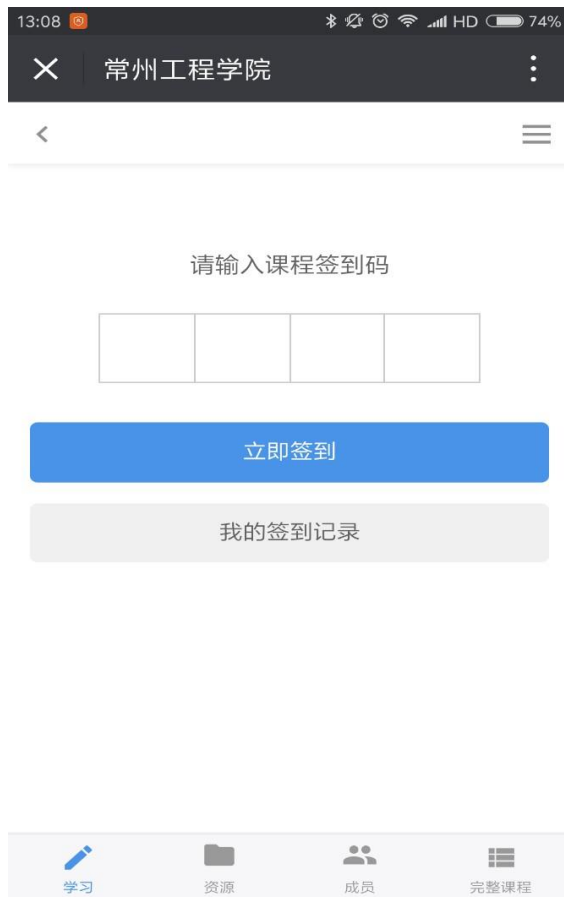 13:08 HD 74%
常州工程学院
请输入课程签到码
立即签到
我的签到记录
学习 资源 成员 完整课程